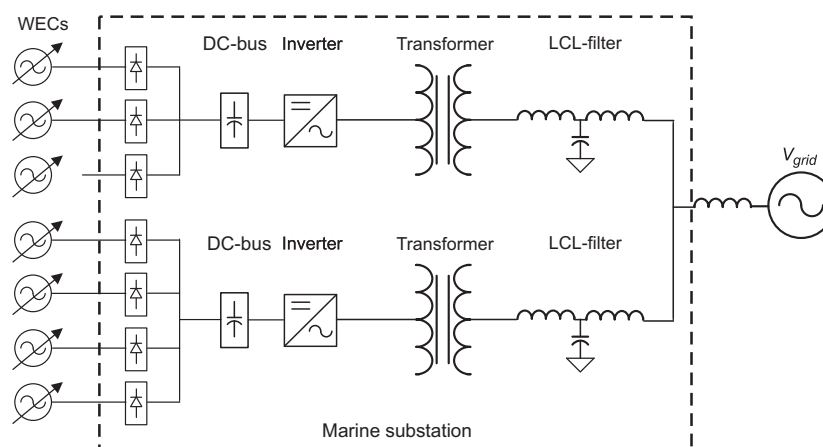 WECs
DC-bus Inverter Transformer LCL-filter
V_grid
DC-bus Inverter Transformer LCL-filter
Marine substation